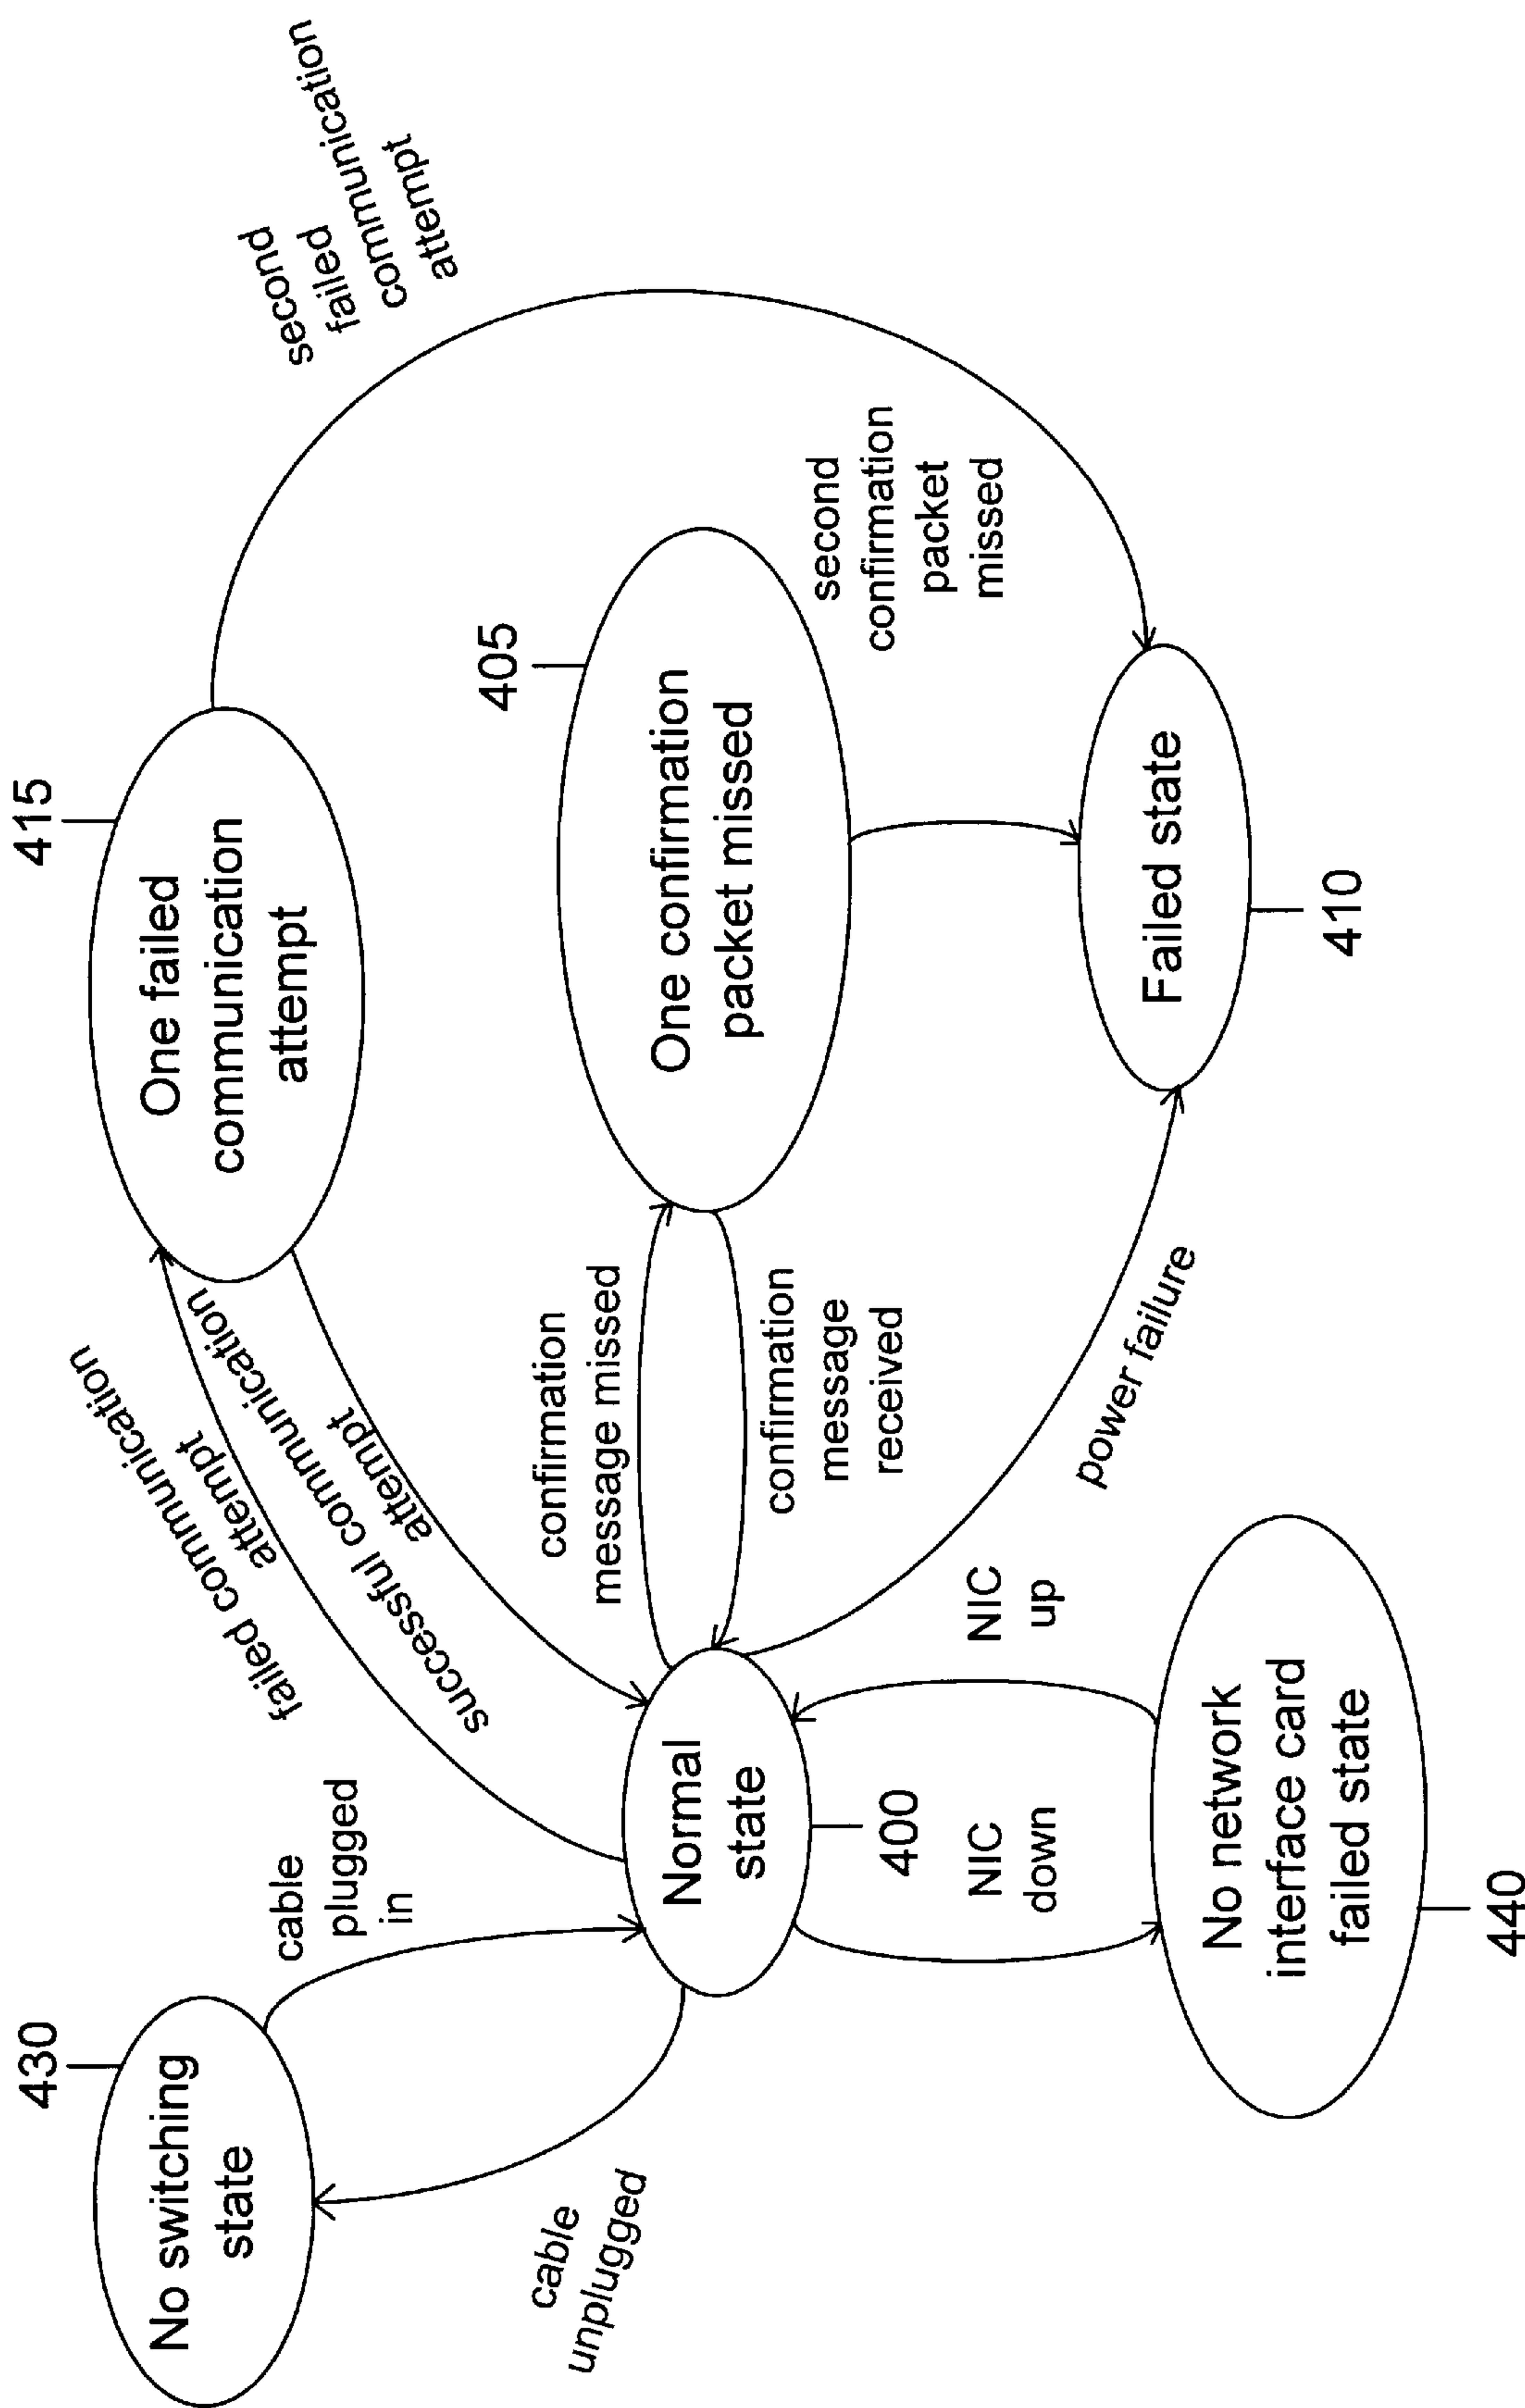 430
No switching
state
cable
plugged
in
cable
unplugged
415
One failed
communication
attempt
failed communication
attempt
successful communication
attempt
second
failed
communication
attempt
Normal
state
400
confirmation
message missed
confirmation
message
received
405
One confirmation
packet missed
second
confirmation
packet
missed
NIC
down
NIC
up
power failure
No network
interface card
failed state
440
Failed state
410